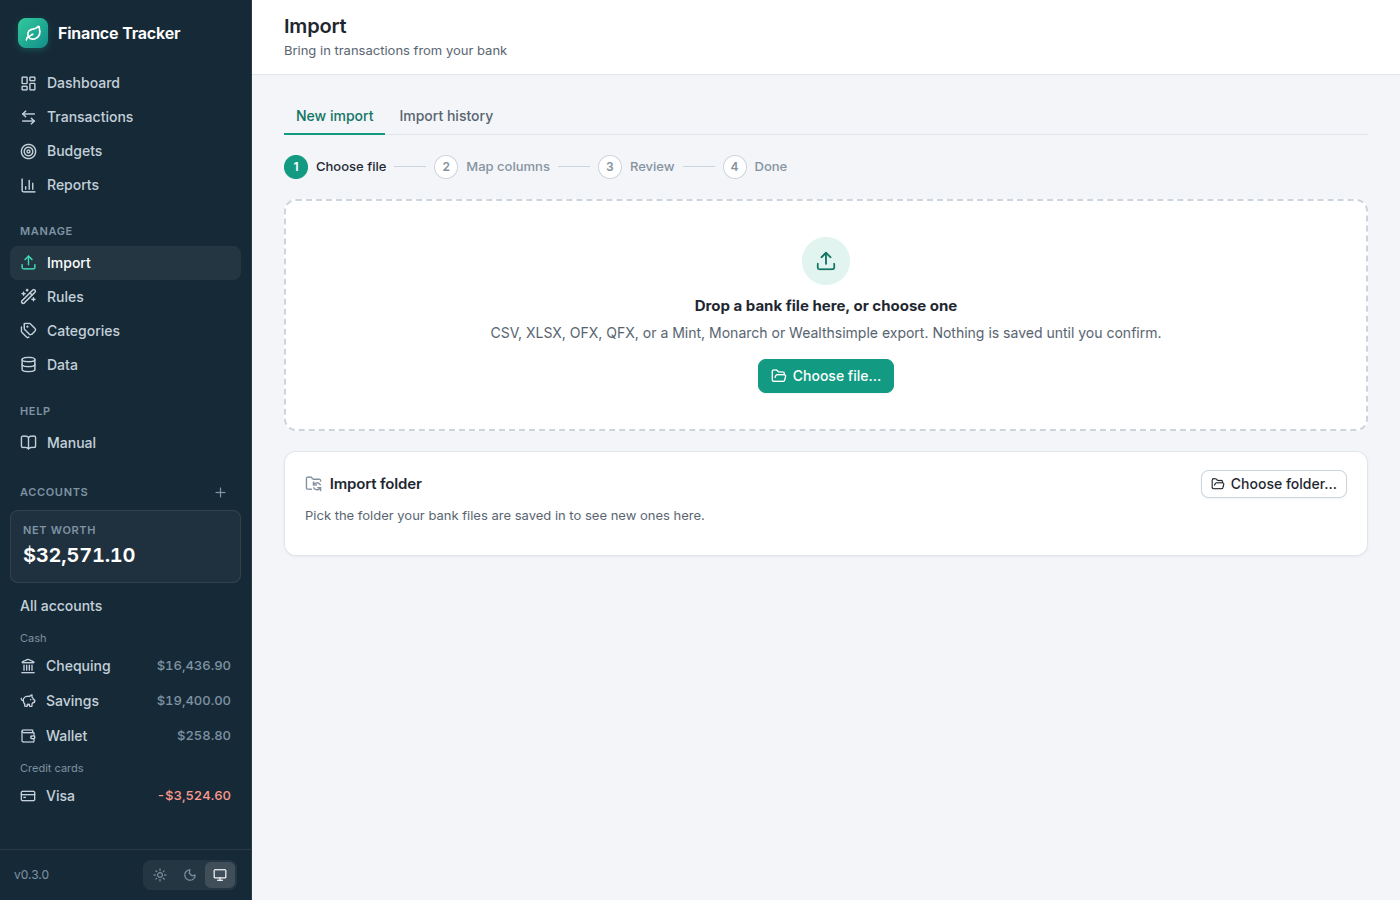 Finance Tracker
Dashboard
Transactions
Budgets
Reports
MANAGE
Import
Rules
Categories
Data
HELP
Manual
ACCOUNTS
NET WORTH
$32,571.10
All accounts
Cash
Chequing $16,436.90
Savings $19,400.00
Wallet $258.80
Credit cards
Visa -$3,524.60
v0.3.0
Import
Bring in transactions from your bank
New import Import history
1 Choose file 2 Map columns 3 Review 4 Done
Drop a bank file here, or choose one
CSV, XLSX, OFX, QFX, or a Mint, Monarch or Wealthsimple export. Nothing is saved until you confirm.
Choose file...
Import folder Choose folder...
Pick the folder your bank files are saved in to see new ones here.